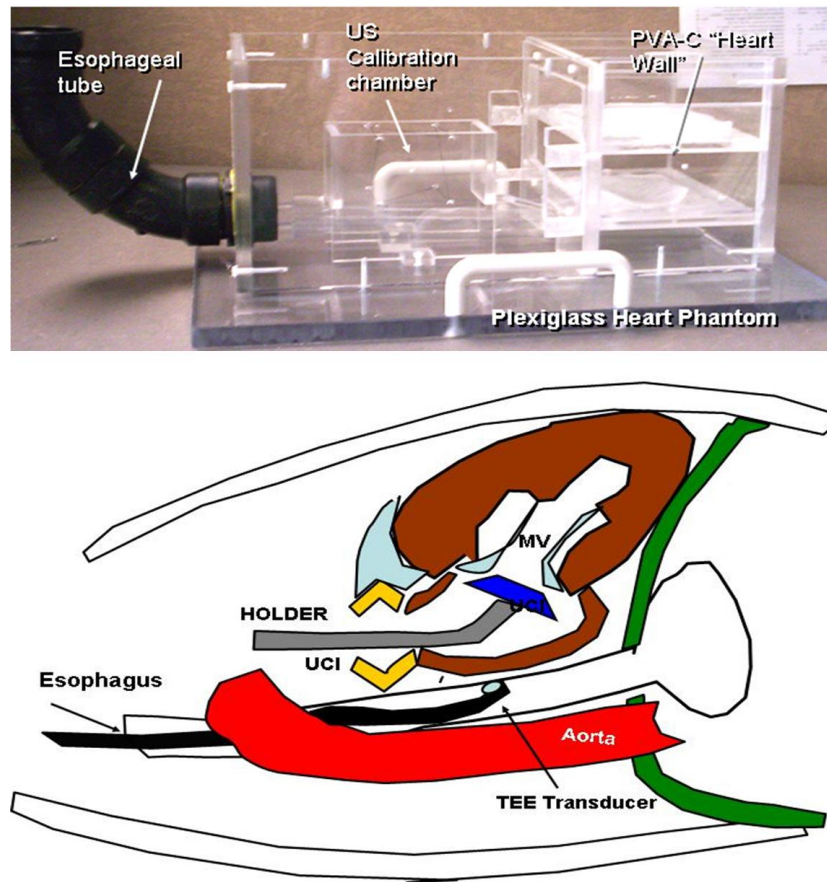 Esophageal
tube
US
Calibration
chamber
PVA-C "Heart
Wall"
Plexiglass Heart Phantom
MV
UCI
HOLDER
UCI
Esophagus
Aorta
TEE Transducer